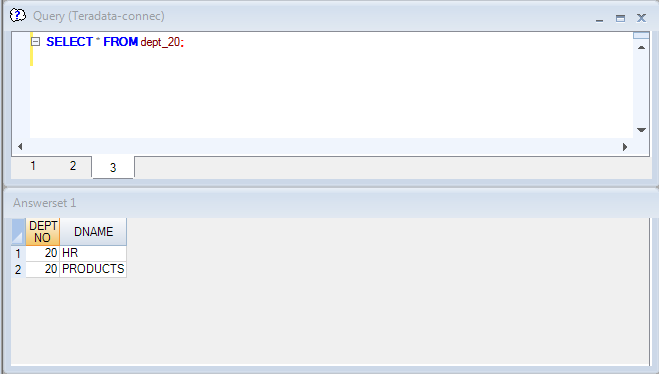 Query (Teradata-connec)
SELECT * FROM dept_20;
1 2 3
Answerset 1
DEPT NO DNAME
1 20 HR
2 20 PRODUCTS